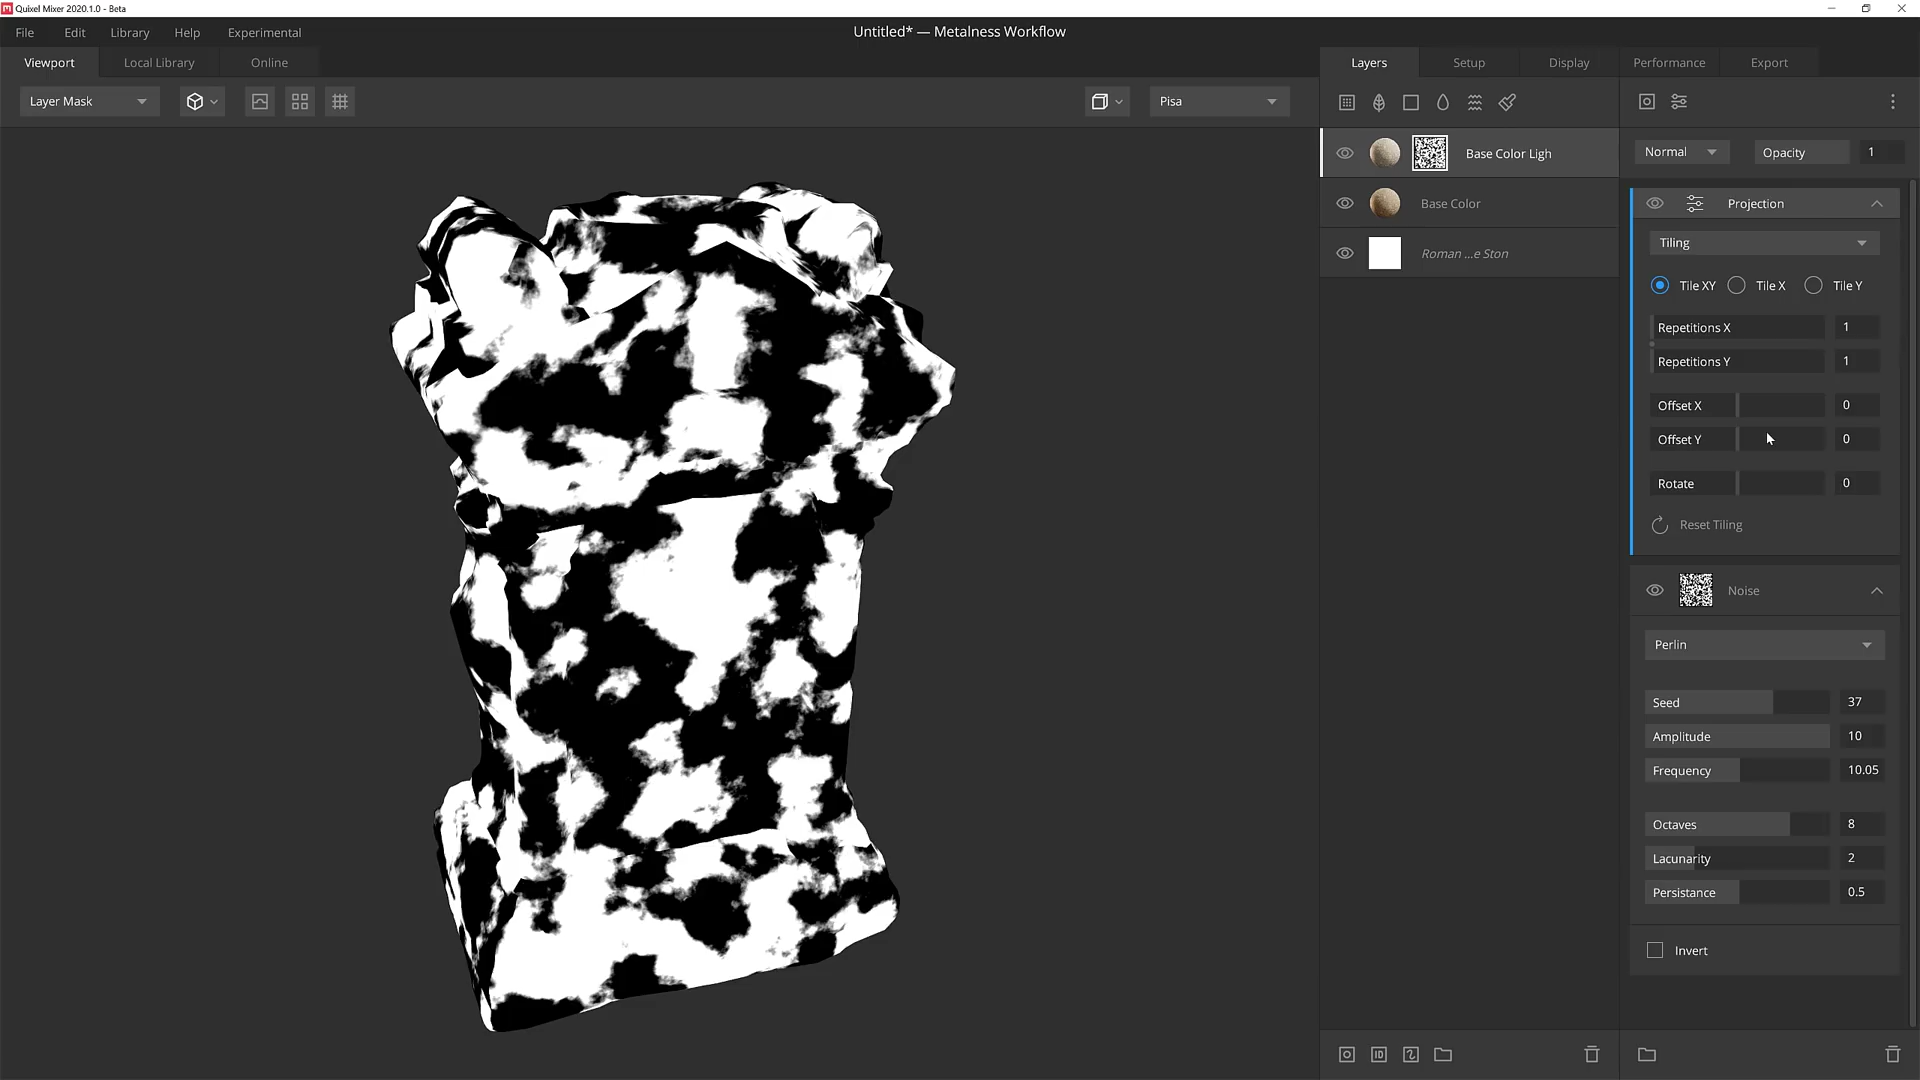 Quixel Mixer 2020.1.0 - Beta
File Edit Library Help Experimental
Untitled* — Metalness Workflow
Viewport Local Library Online
Layers Setup Display Performance Export
Layer Mask
Pisa
Normal
Opacity 1
Base Color Ligh
Base Color
Roman ...e Ston
Projection
Tiling
Tile XY Tile X Tile Y
Repetitions X 1
Repetitions Y 1
Offset X 0
Offset Y 0
Rotate 0
Reset Tiling
Noise
Perlin
Seed 37
Amplitude 10
Frequency 10.05
Octaves 8
Lacunarity 2
Persistance 0.5
Invert
ID